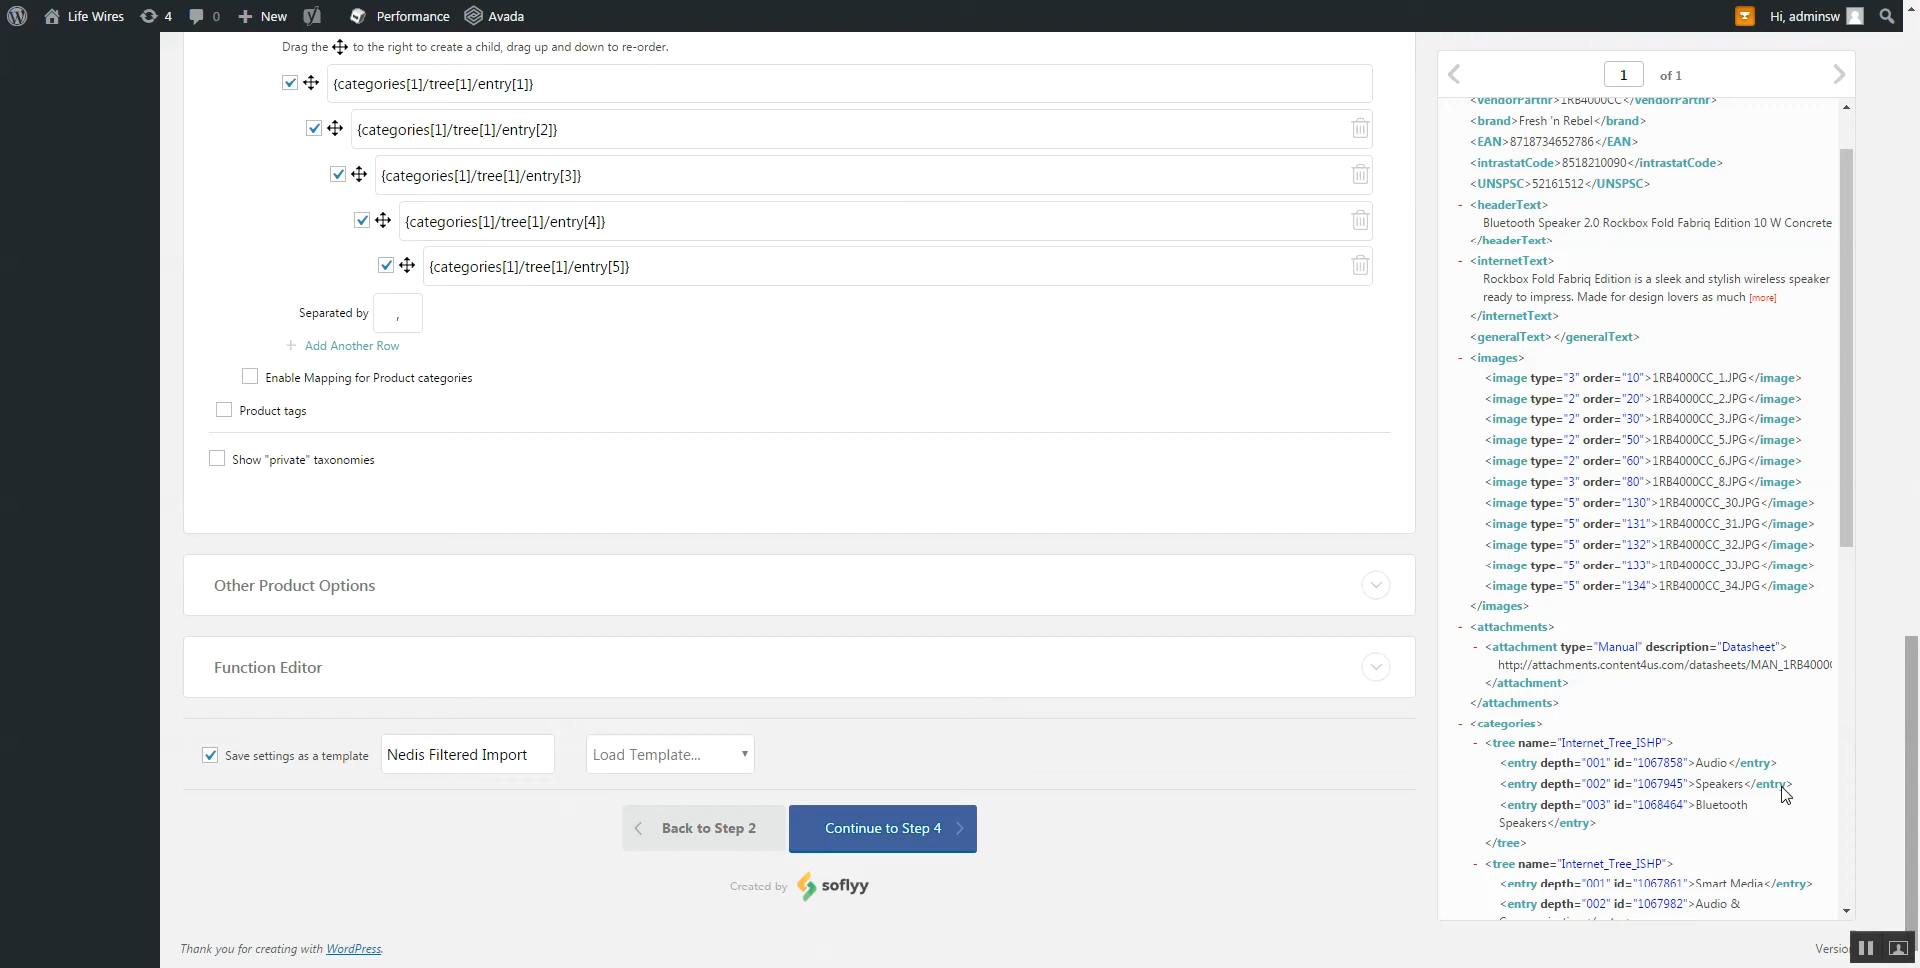 Life Wires 4 0 New Performance Avada Hi, adminsw
Drag the to the right to create a child, drag up and down to re-order.
{categories[1]/tree[1]/entry[1]}
{categories[1]/tree[1]/entry[2]}
{categories[1]/tree[1]/entry[3]}
{categories[1]/tree[1]/entry[4]}
{categories[1]/tree[1]/entry[5]}
Separated by ,
+ Add Another Row
Enable Mapping for Product categories
Product tags
Show "private" taxonomies
Other Product Options
Function Editor
Save settings as a template Nedis Filtered Import Load Template...
Back to Step 2 Continue to Step 4
Created by soflyy
Thank you for creating with WordPress.
1 of 1
<vendorPartnr>1RB4000CC</vendorPartnr>
<brand>Fresh 'n Rebel</brand>
<EAN>8718734652786</EAN>
<intrastatCode>8518210090</intrastatCode>
<UNSPSC>52161512</UNSPSC>
- <headerText>
Bluetooth Speaker 2.0 Rockbox Fold Fabriq Edition 10 W Concrete
</headerText>
- <internetText>
Rockbox Fold Fabriq Edition is a sleek and stylish wireless speaker
ready to impress. Made for design lovers as much [more]
</internetText>
<generalText></generalText>
- <images>
<image type="3" order="10">1RB4000CC_1.JPG</image>
<image type="2" order="20">1RB4000CC_2.JPG</image>
<image type="2" order="30">1RB4000CC_3.JPG</image>
<image type="2" order="50">1RB4000CC_5.JPG</image>
<image type="2" order="60">1RB4000CC_6.JPG</image>
<image type="3" order="80">1RB4000CC_8.JPG</image>
<image type="5" order="130">1RB4000CC_30.JPG</image>
<image type="5" order="131">1RB4000CC_31.JPG</image>
<image type="5" order="132">1RB4000CC_32.JPG</image>
<image type="5" order="133">1RB4000CC_33.JPG</image>
<image type="5" order="134">1RB4000CC_34.JPG</image>
</images>
- <attachments>
- <attachment type="Manual" description="Datasheet">
http://attachments.content4us.com/datasheets/MAN_1RB4000C
</attachment>
</attachments>
- <categories>
- <tree name="Internet_Tree_ISHP">
<entry depth="001" id="1067858">Audio</entry>
<entry depth="002" id="1067945">Speakers</entry>
<entry depth="003" id="1068464">Bluetooth
Speakers</entry>
</tree>
- <tree name="Internet_Tree_ISHP">
<entry depth="001" id="1067861">Smart Media</entry>
<entry depth="002" id="1067982">Audio &
Versio